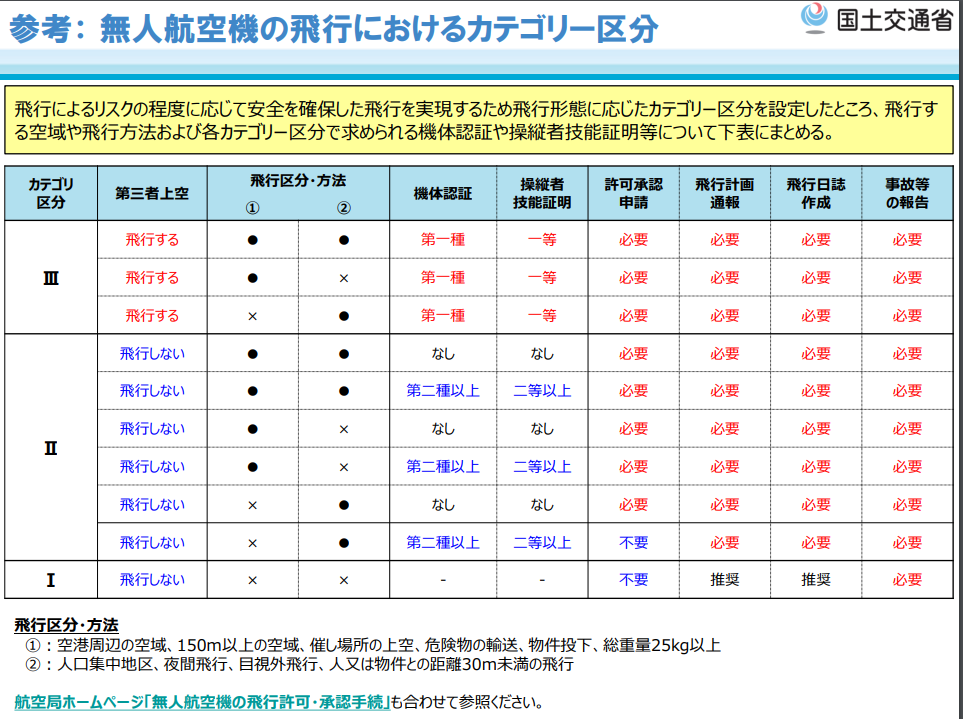 参考： 無人航空機の飛行におけるカテゴリー区分
国土交通省
飛行によるリスクの程度に応じて安全を確保した飛行を実現するため飛行形態に応じたカテゴリー区分を設定したところ、飛行す
る空域や飛行方法および各カテゴリー区分で求められる機体認証や操縦者技能証明等について下表にまとめる。
カテゴリ区分 第三者上空 飛行区分・方法 ① ② 機体認証 操縦者技能証明 許可承認申請 飛行計画通報 飛行日誌作成 事故等の報告
Ⅲ 飛行する ● ● 第一種 一等 必要 必要 必要 必要
飛行する ● × 第一種 一等 必要 必要 必要 必要
飛行する × ● 第一種 一等 必要 必要 必要 必要
Ⅱ 飛行しない ● ● なし なし 必要 必要 必要 必要
飛行しない ● ● 第二種以上 二等以上 必要 必要 必要 必要
飛行しない ● × なし なし 必要 必要 必要 必要
飛行しない ● × 第二種以上 二等以上 必要 必要 必要 必要
飛行しない × ● なし なし 必要 必要 必要 必要
飛行しない × ● 第二種以上 二等以上 不要 必要 必要 必要
Ⅰ 飛行しない × × - - 不要 推奨 推奨 必要
飛行区分・方法
①：空港周辺の空域、150m以上の空域、催し場所の上空、危険物の輸送、物件投下、総重量25kg以上
②：人口集中地区、夜間飛行、目視外飛行、人又は物件との距離30m未満の飛行
航空局ホームページ「無人航空機の飛行許可・承認手続」も合わせて参照ください。